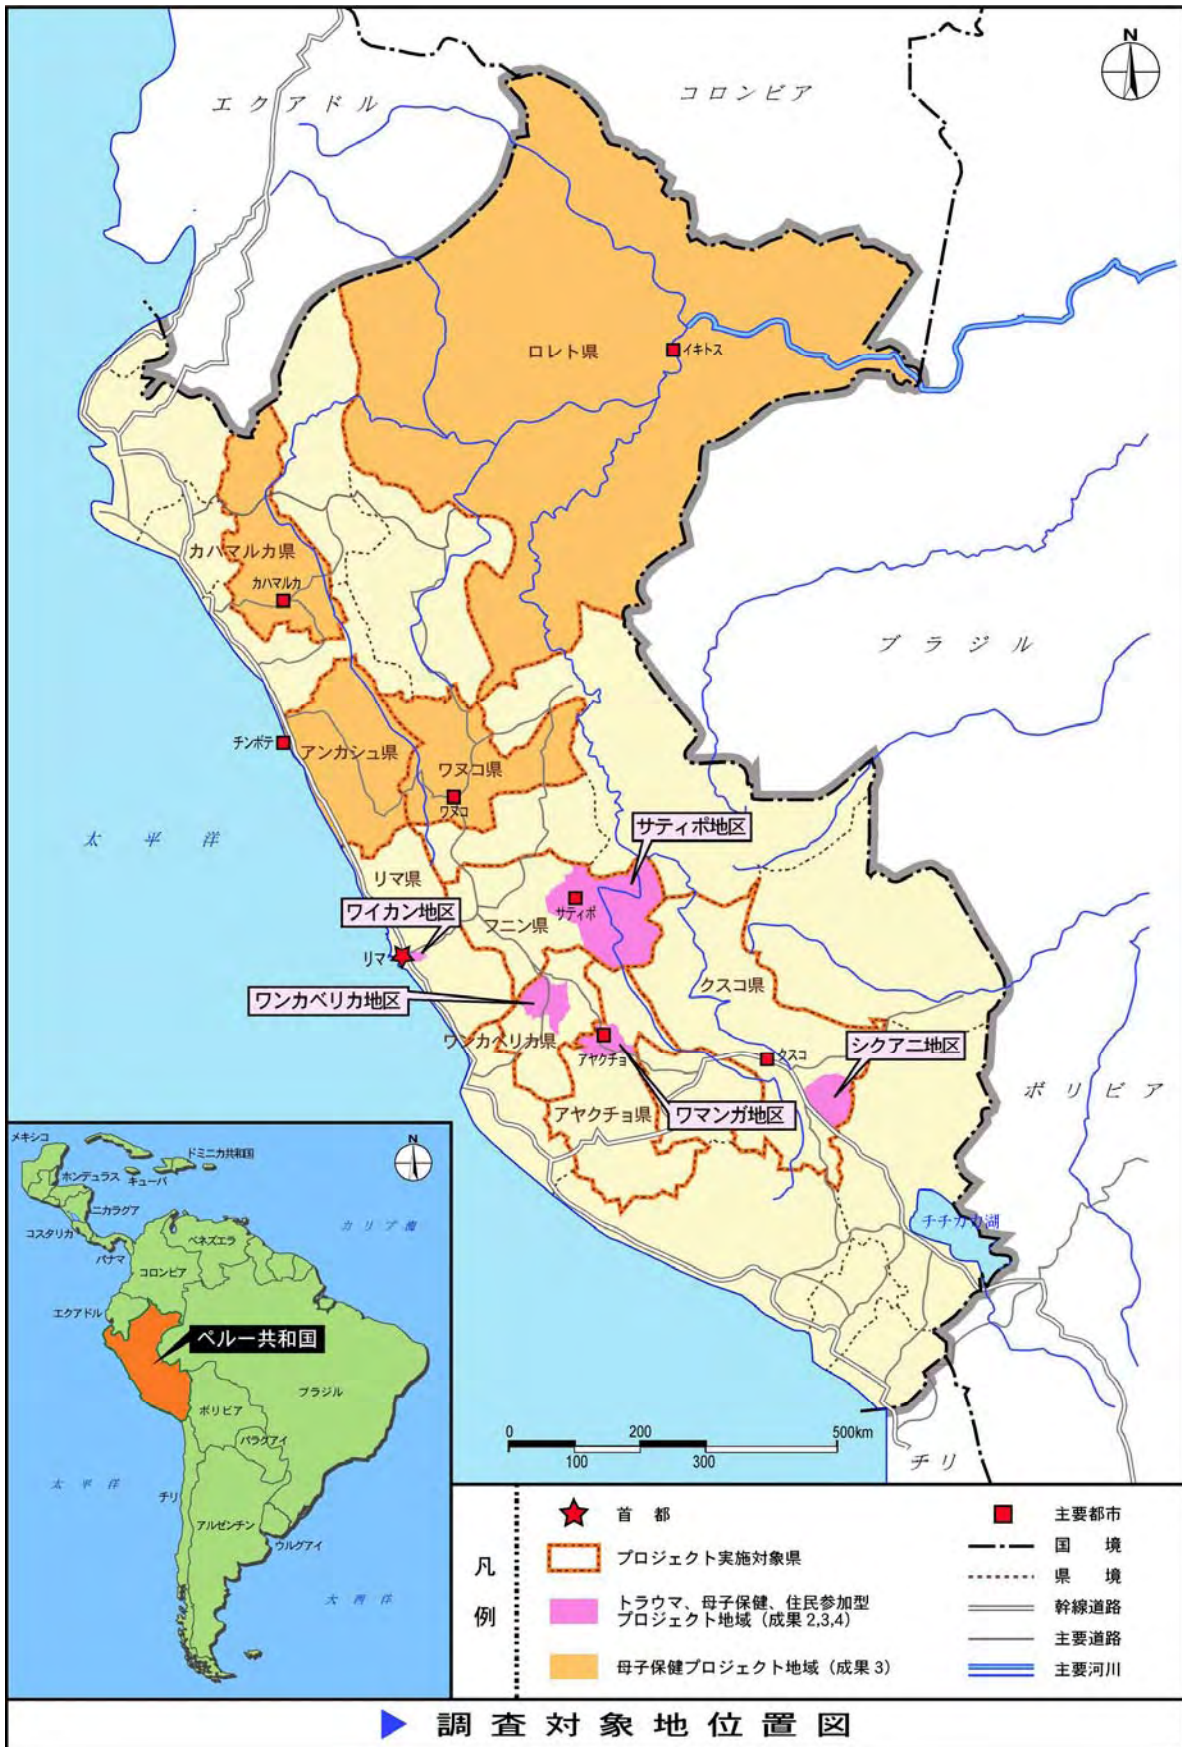 N
エクアドル
コロンビア
ロレト県
イキトス
カハマルカ県
カハマルカ
ブラジル
チンボテ
アンカシュ県
ワヌコ県
ワヌコ
サティポ地区
太平洋
リマ県
ワイカン地区
サティポ
フニン県
リマ
クスコ県
ワンカベリカ地区
ワンカベリカ県
アヤクチョ
クスコ
シクアニ地区
ボリビア
アヤクチョ県
ワマンガ地区
チチカカ湖
チリ
メキシコ
ドミニカ共和国
N
ホンデュラス
キューバ
ニカラグア
カリブ海
コスタリカ
パナマ
ベネズエラ
コロンビア
エクアドル
ペルー共和国
ブラジル
ボリビア
パラグアイ
太平洋
チリ
アルゼンチン
ウルグアイ
大西洋
0 200 500km
100 300
凡例
首都
プロジェクト実施対象県
トラウマ、母子保健、住民参加型
プロジェクト地域(成果2,3,4)
母子保健プロジェクト地域(成果3)
主要都市
国境
県境
幹線道路
主要道路
主要河川
調査対象地位置図